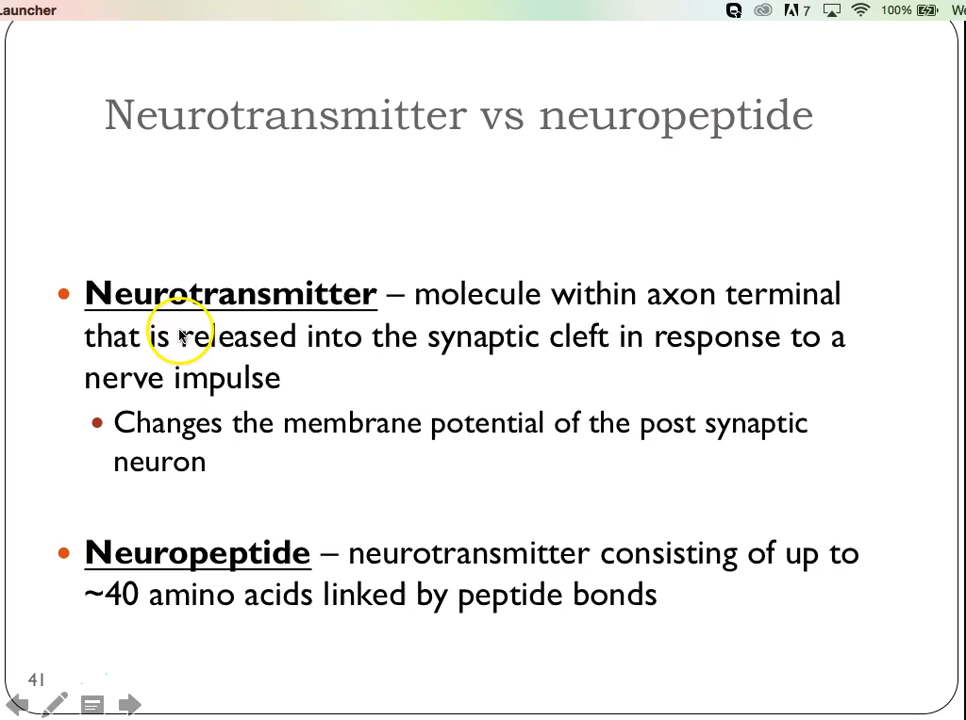 Launcher
7
100%
We
Neurotransmitter vs neuropeptide
• Neurotransmitter – molecule within axon terminal
that is released into the synaptic cleft in response to a
nerve impulse
• Changes the membrane potential of the post synaptic
neuron
• Neuropeptide – neurotransmitter consisting of up to
~40 amino acids linked by peptide bonds
41